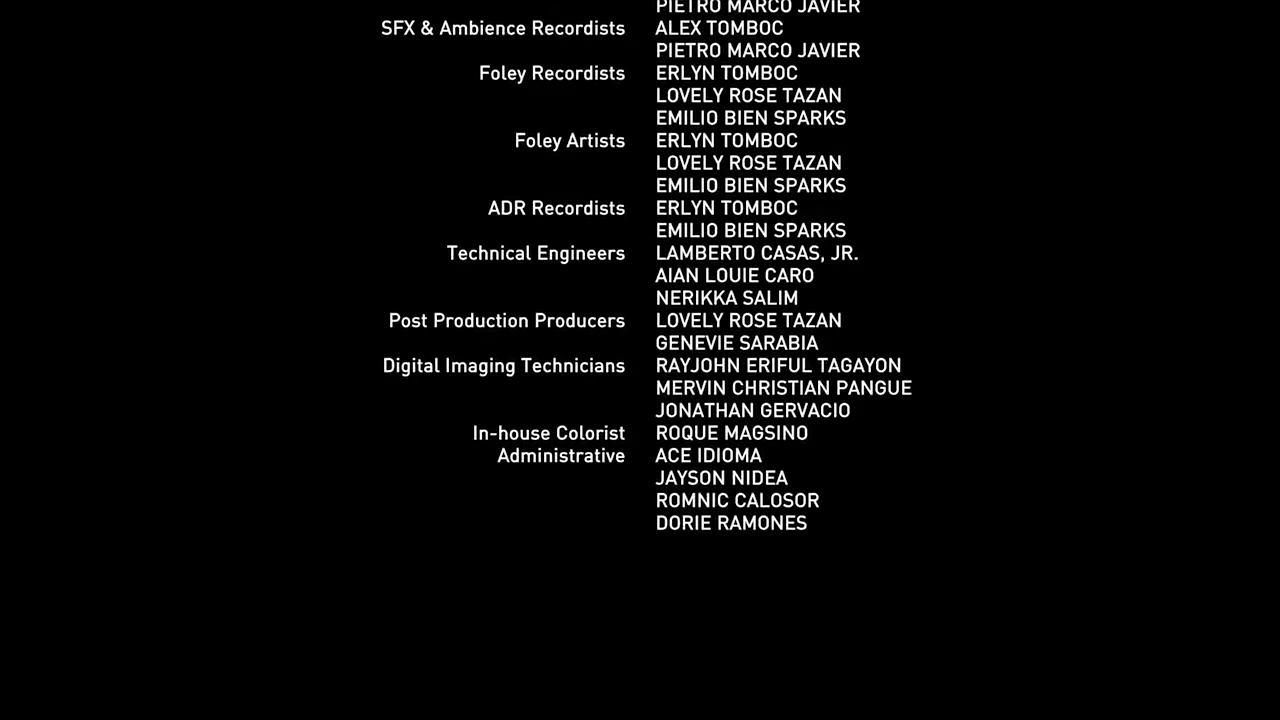 PIETRO MARCO JAVIER
SFX & Ambience Recordists ALEX TOMBOC
PIETRO MARCO JAVIER
Foley Recordists ERLYN TOMBOC
LOVELY ROSE TAZAN
EMILIO BIEN SPARKS
Foley Artists ERLYN TOMBOC
LOVELY ROSE TAZAN
EMILIO BIEN SPARKS
ADR Recordists ERLYN TOMBOC
EMILIO BIEN SPARKS
Technical Engineers LAMBERTO CASAS, JR.
AIAN LOUIE CARO
NERIKKA SALIM
Post Production Producers LOVELY ROSE TAZAN
GENEVIE SARABIA
Digital Imaging Technicians RAYJOHN ERIFUL TAGAYON
MERVIN CHRISTIAN PANGUE
JONATHAN GERVACIO
In-house Colorist ROQUE MAGSINO
Administrative ACE IDIOMA
JAYSON NIDEA
ROMNIC CALOSOR
DORIE RAMONES